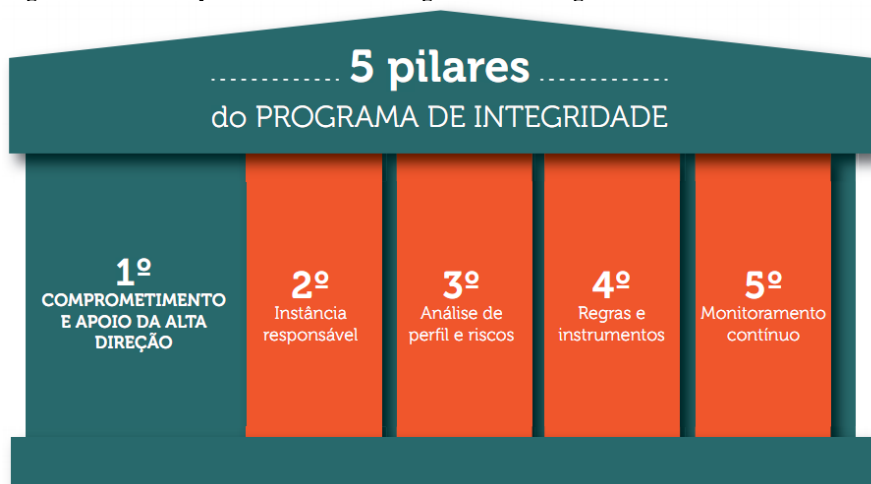 5 pilares
do PROGRAMA DE INTEGRIDADE
1º
COMPROMETIMENTO
E APOIO DA ALTA
DIREÇÃO
2º
Instância
responsável
3º
Análise de
perfil e riscos
4º
Regras e
instrumentos
5º
Monitoramento
contínuo